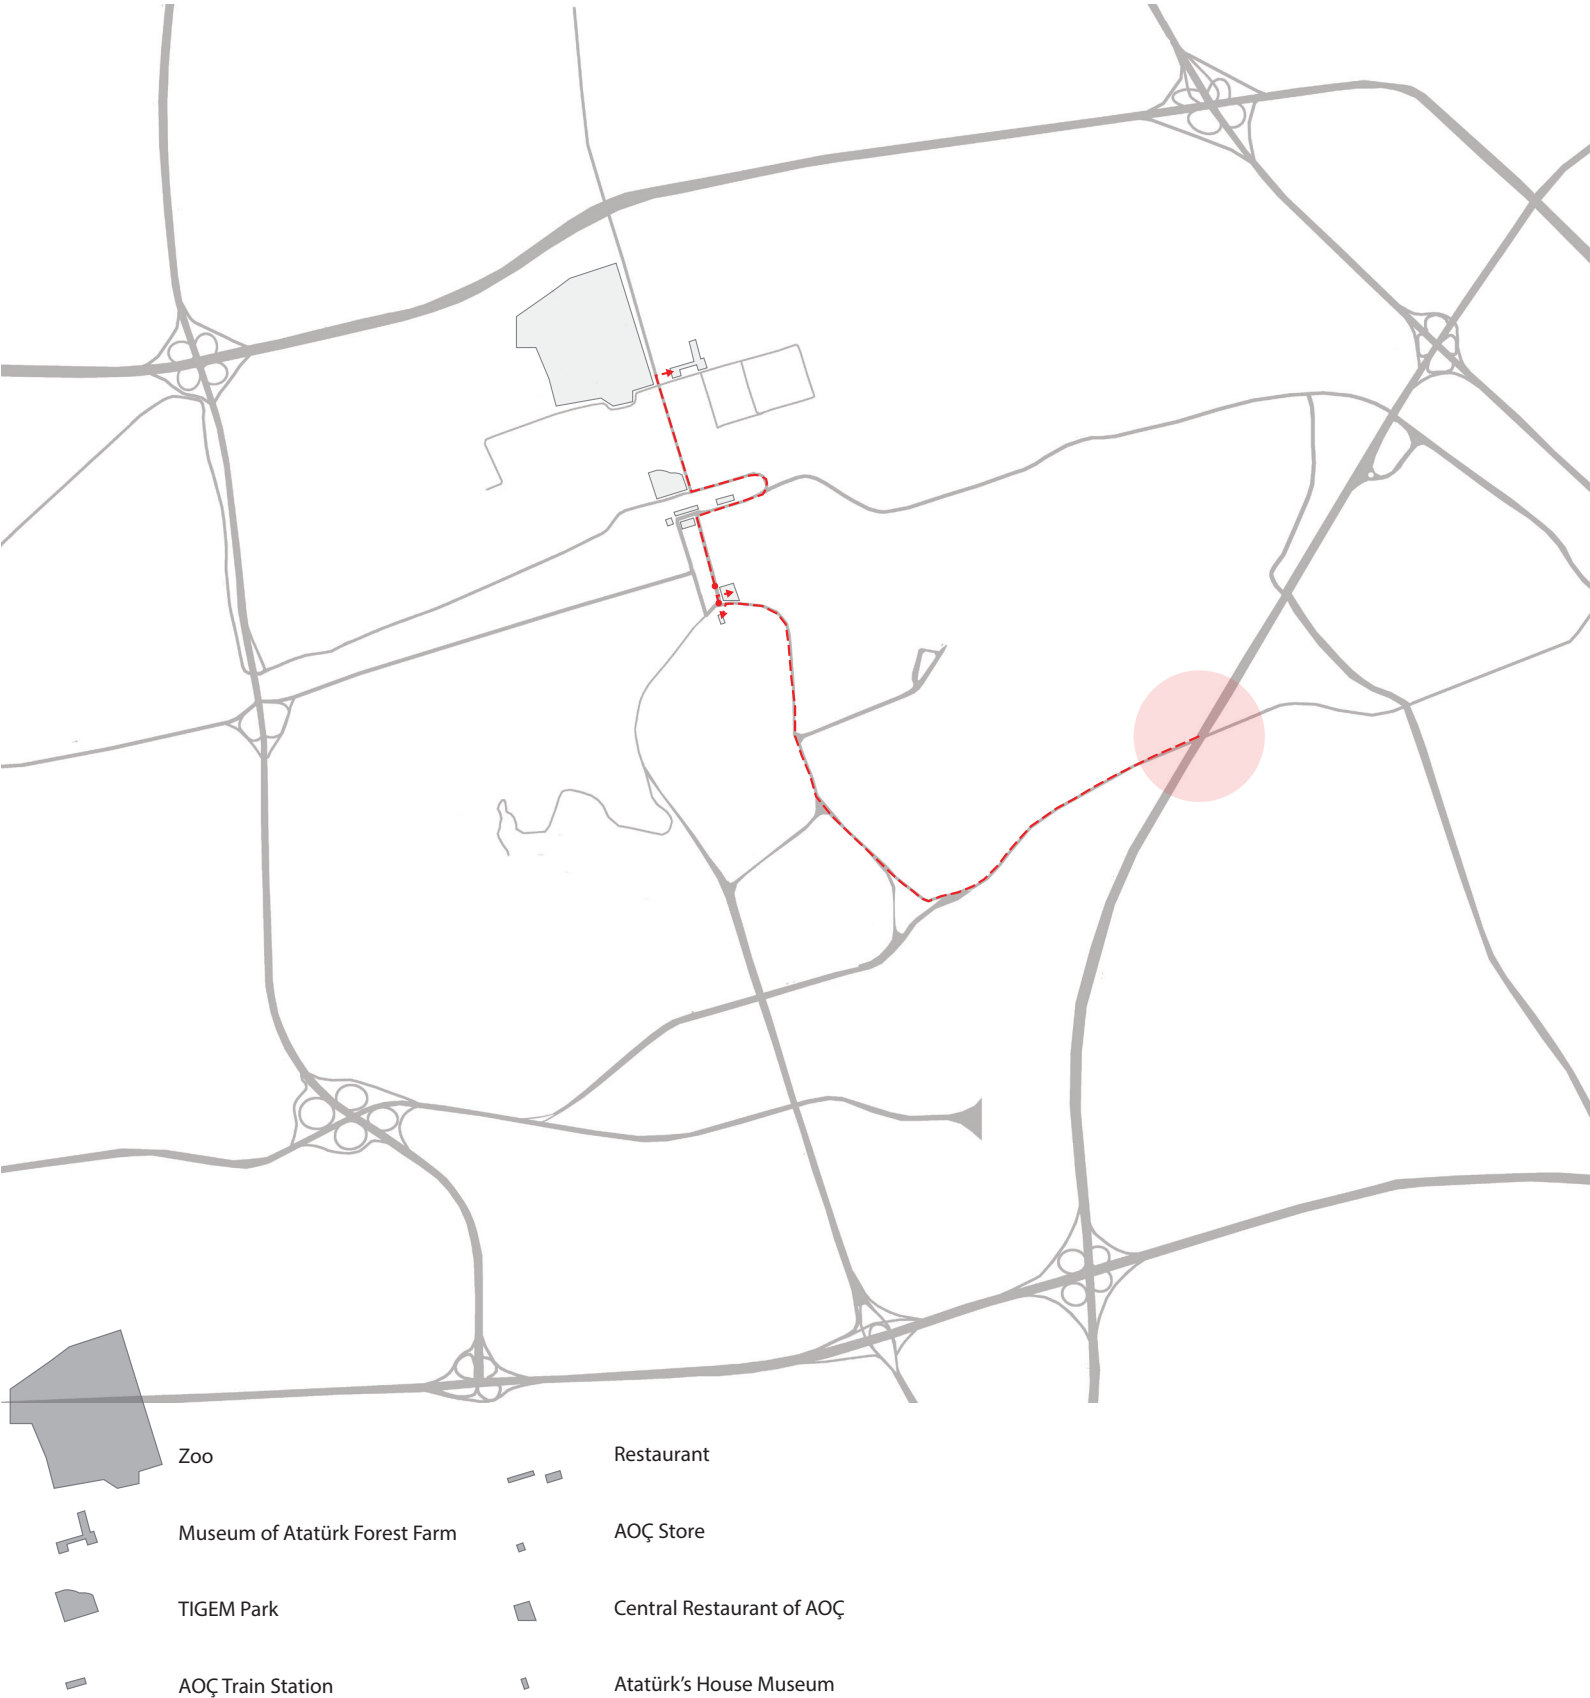 Zoo
Museum of Atatürk Forest Farm
TIGEM Park
AOÇ Train Station
Restaurant
AOÇ Store
Central Restaurant of AOÇ
Atatürk’s House Museum